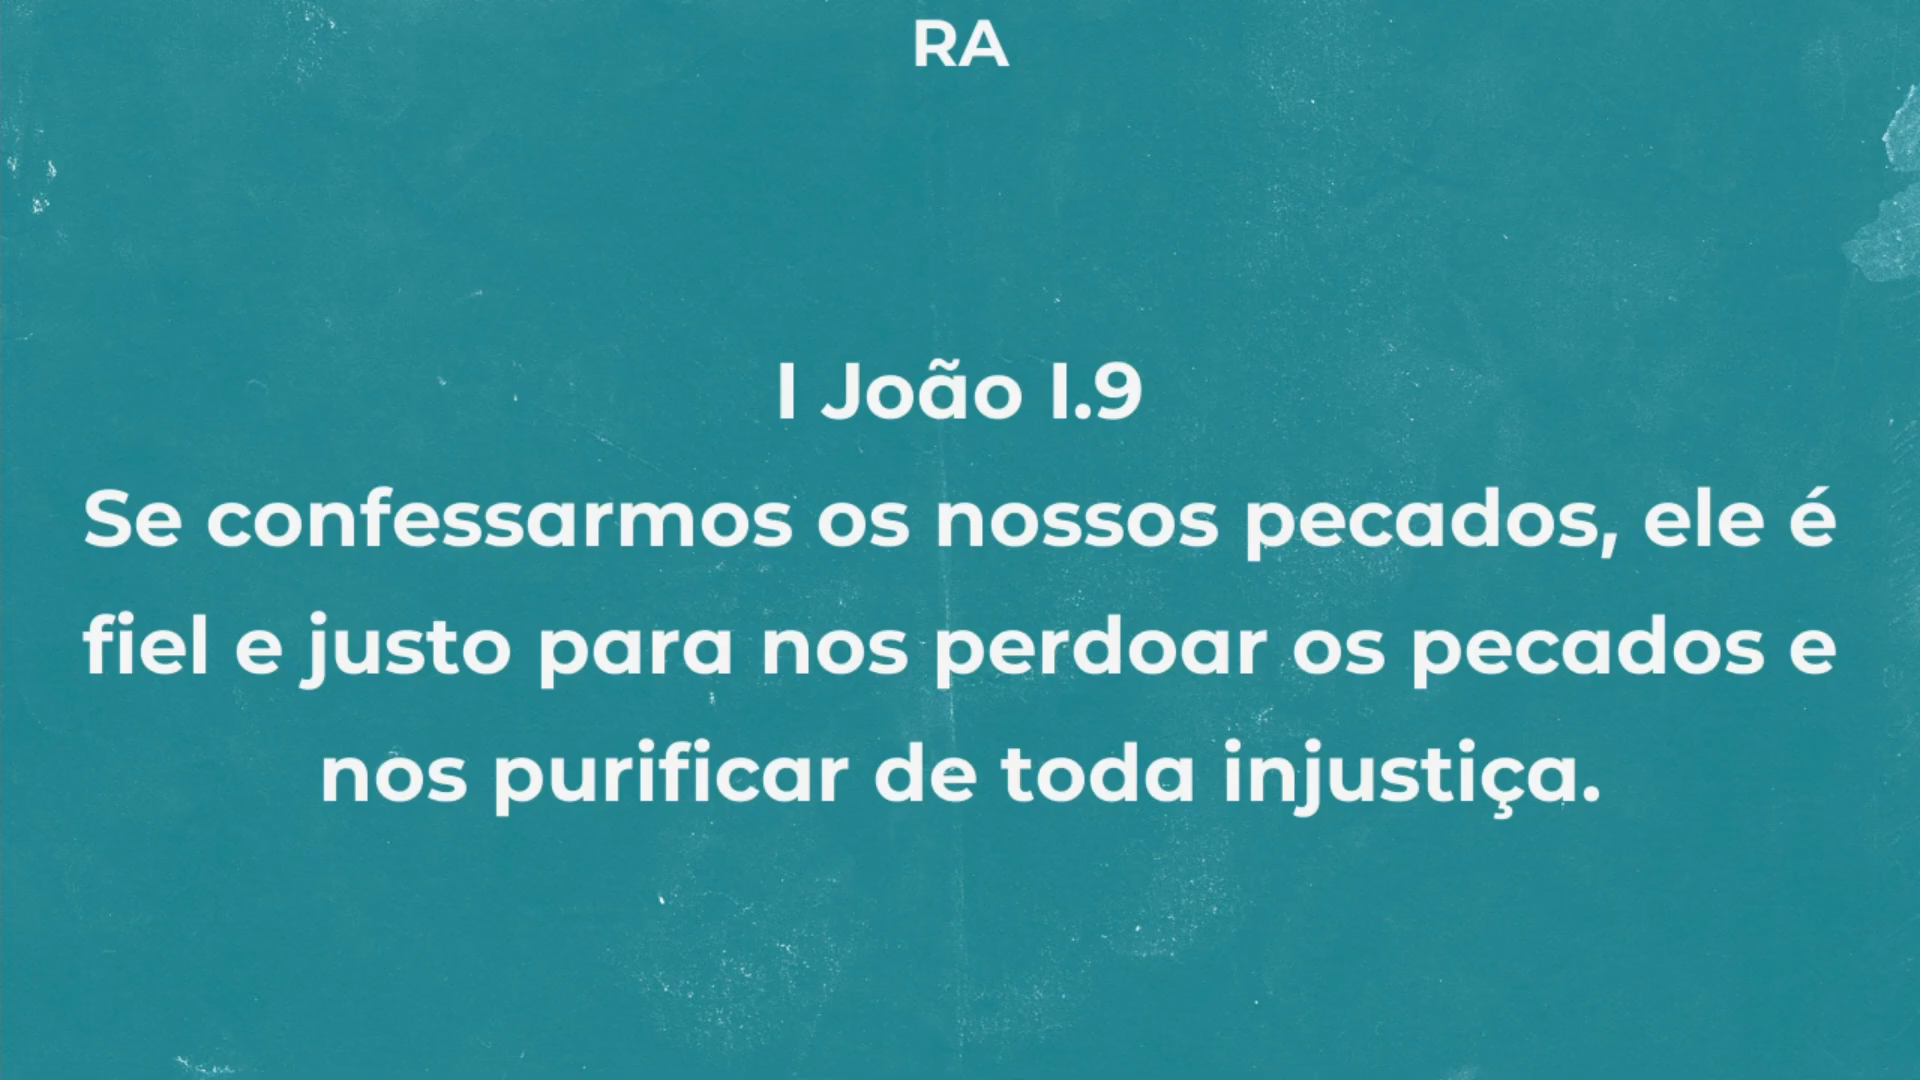 RA
I João I.9
Se confessarmos os nossos pecados, ele é
fiel e justo para nos perdoar os pecados e
nos purificar de toda injustiça.